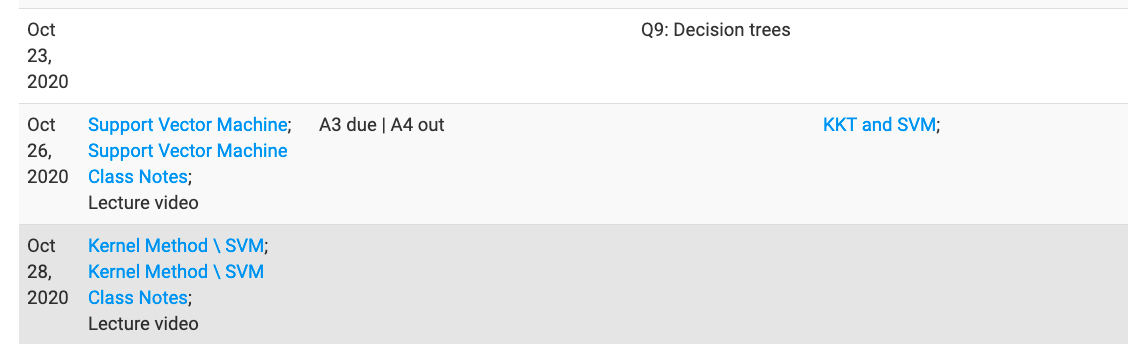 Oct
23,
2020
Q9: Decision trees
Oct
26,
2020
Support Vector Machine;
Support Vector Machine
Class Notes;
Lecture video
A3 due | A4 out
KKT and SVM;
Oct
28,
2020
Kernel Method \ SVM;
Kernel Method \ SVM
Class Notes;
Lecture video